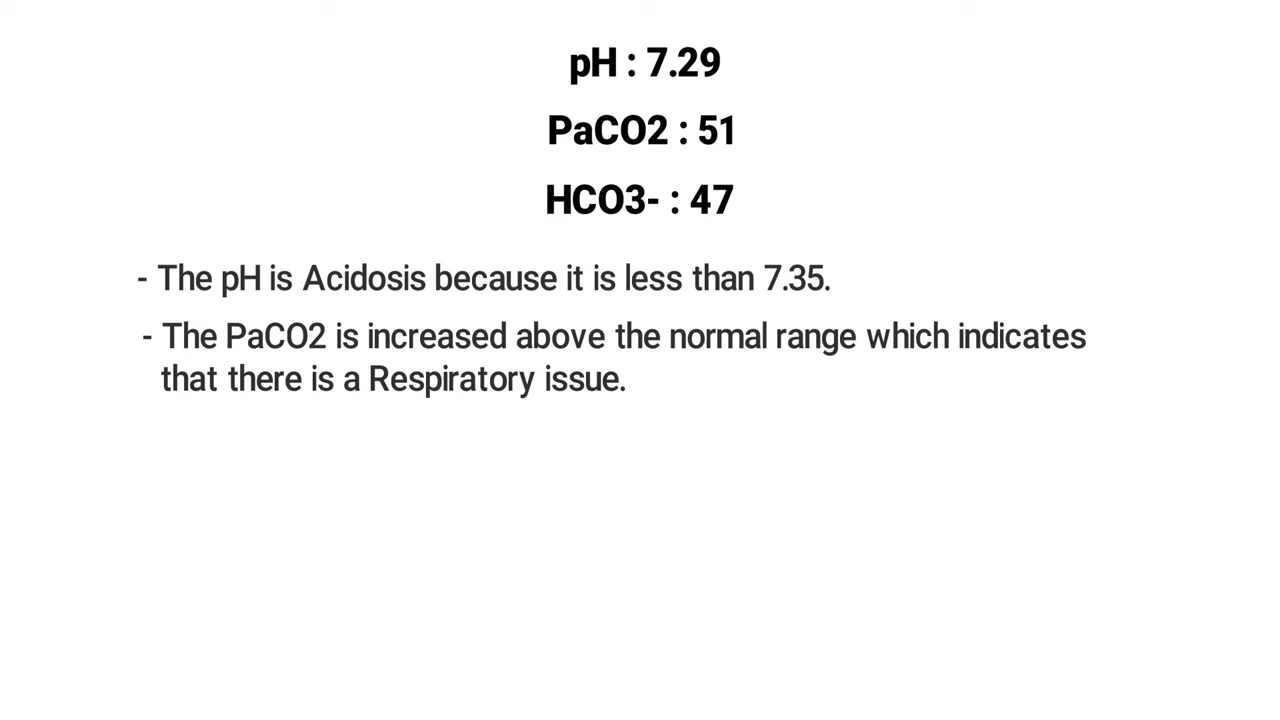 pH : 7.29
PaCO2 : 51
HCO3- : 47
- The pH is Acidosis because it is less than 7.35.
- The PaCO2 is increased above the normal range which indicates
that there is a Respiratory issue.